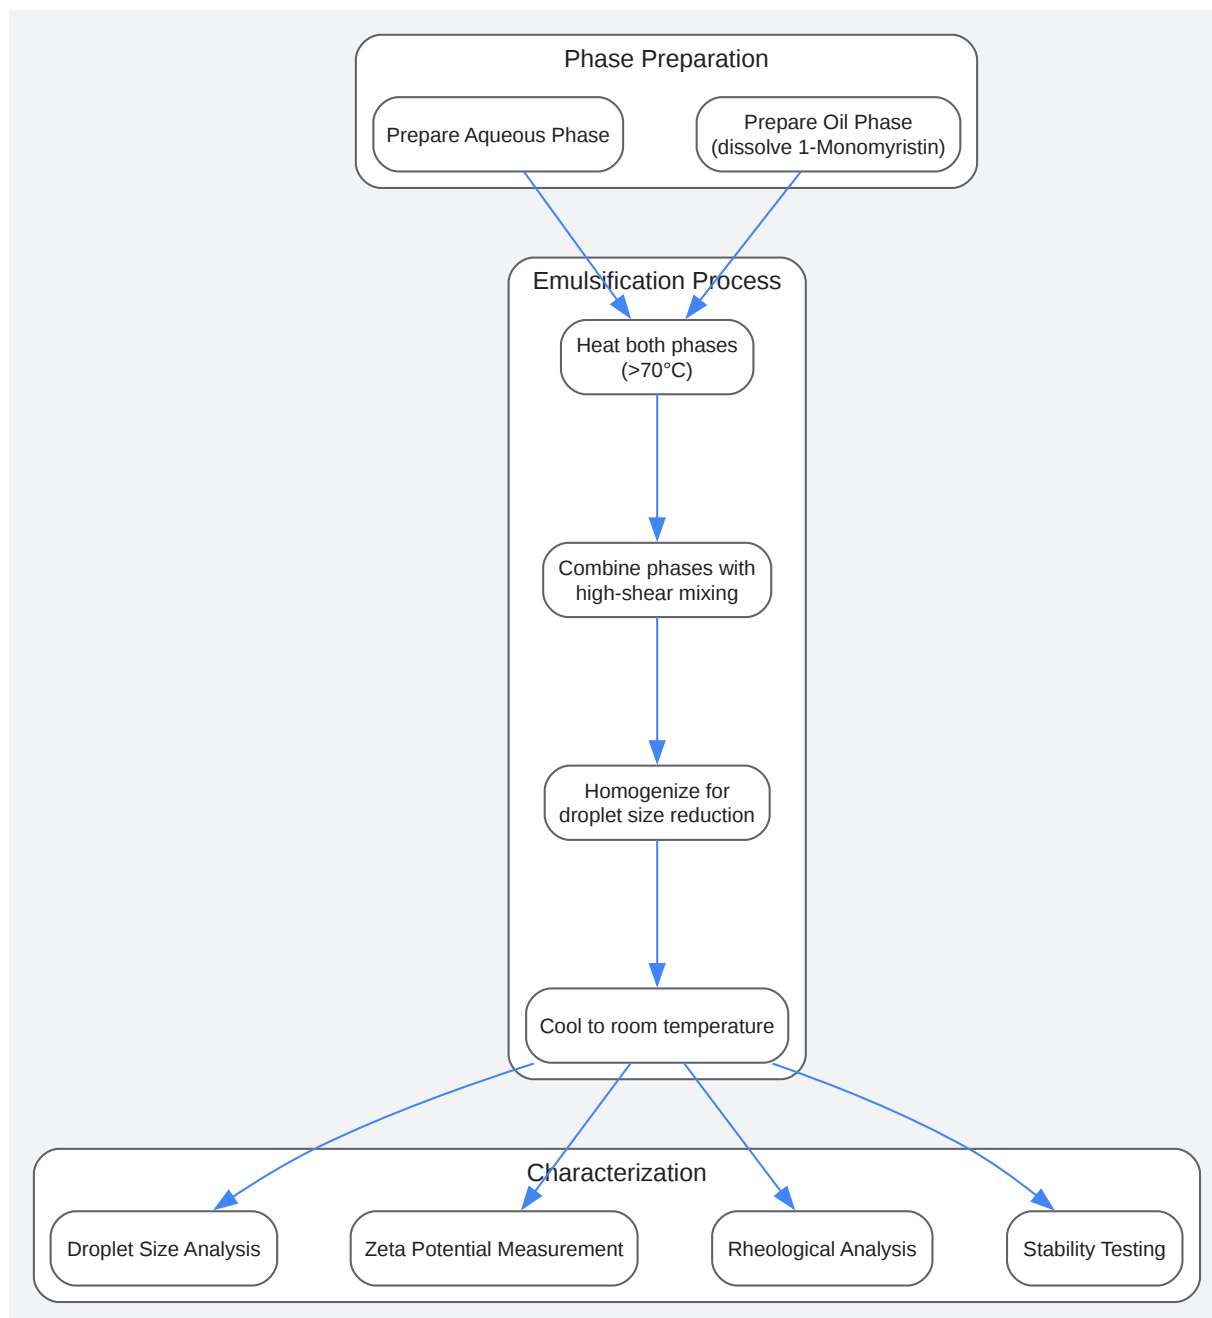 Phase Preparation
Prepare Aqueous Phase
Prepare Oil Phase
(dissolve 1-Monomyristin)
Emulsification Process
Heat both phases
(>70°C)
Combine phases with
high-shear mixing
Homogenize for
droplet size reduction
Cool to room temperature
Characterization
Droplet Size Analysis
Zeta Potential Measurement
Rheological Analysis
Stability Testing